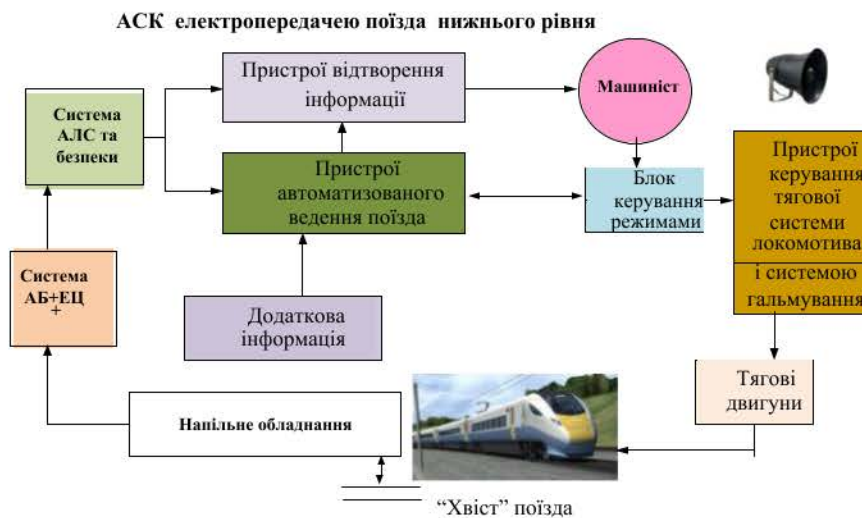 АСК електропередачею поїзда нижнього рівня
Пристрої відтворення
інформації
Машиніст
Система
АЛС та
безпеки
Пристрої
автоматизованого
ведення поїзда
Блок
керування
режимами
Пристрої
керування
тягової
системи
локомотива
і системою
гальмування
Система
АБ+ЕЦ
+
Додаткова
інформація
Тягові
двигуни
Напільне обладнання
“Хвіст” поїзда